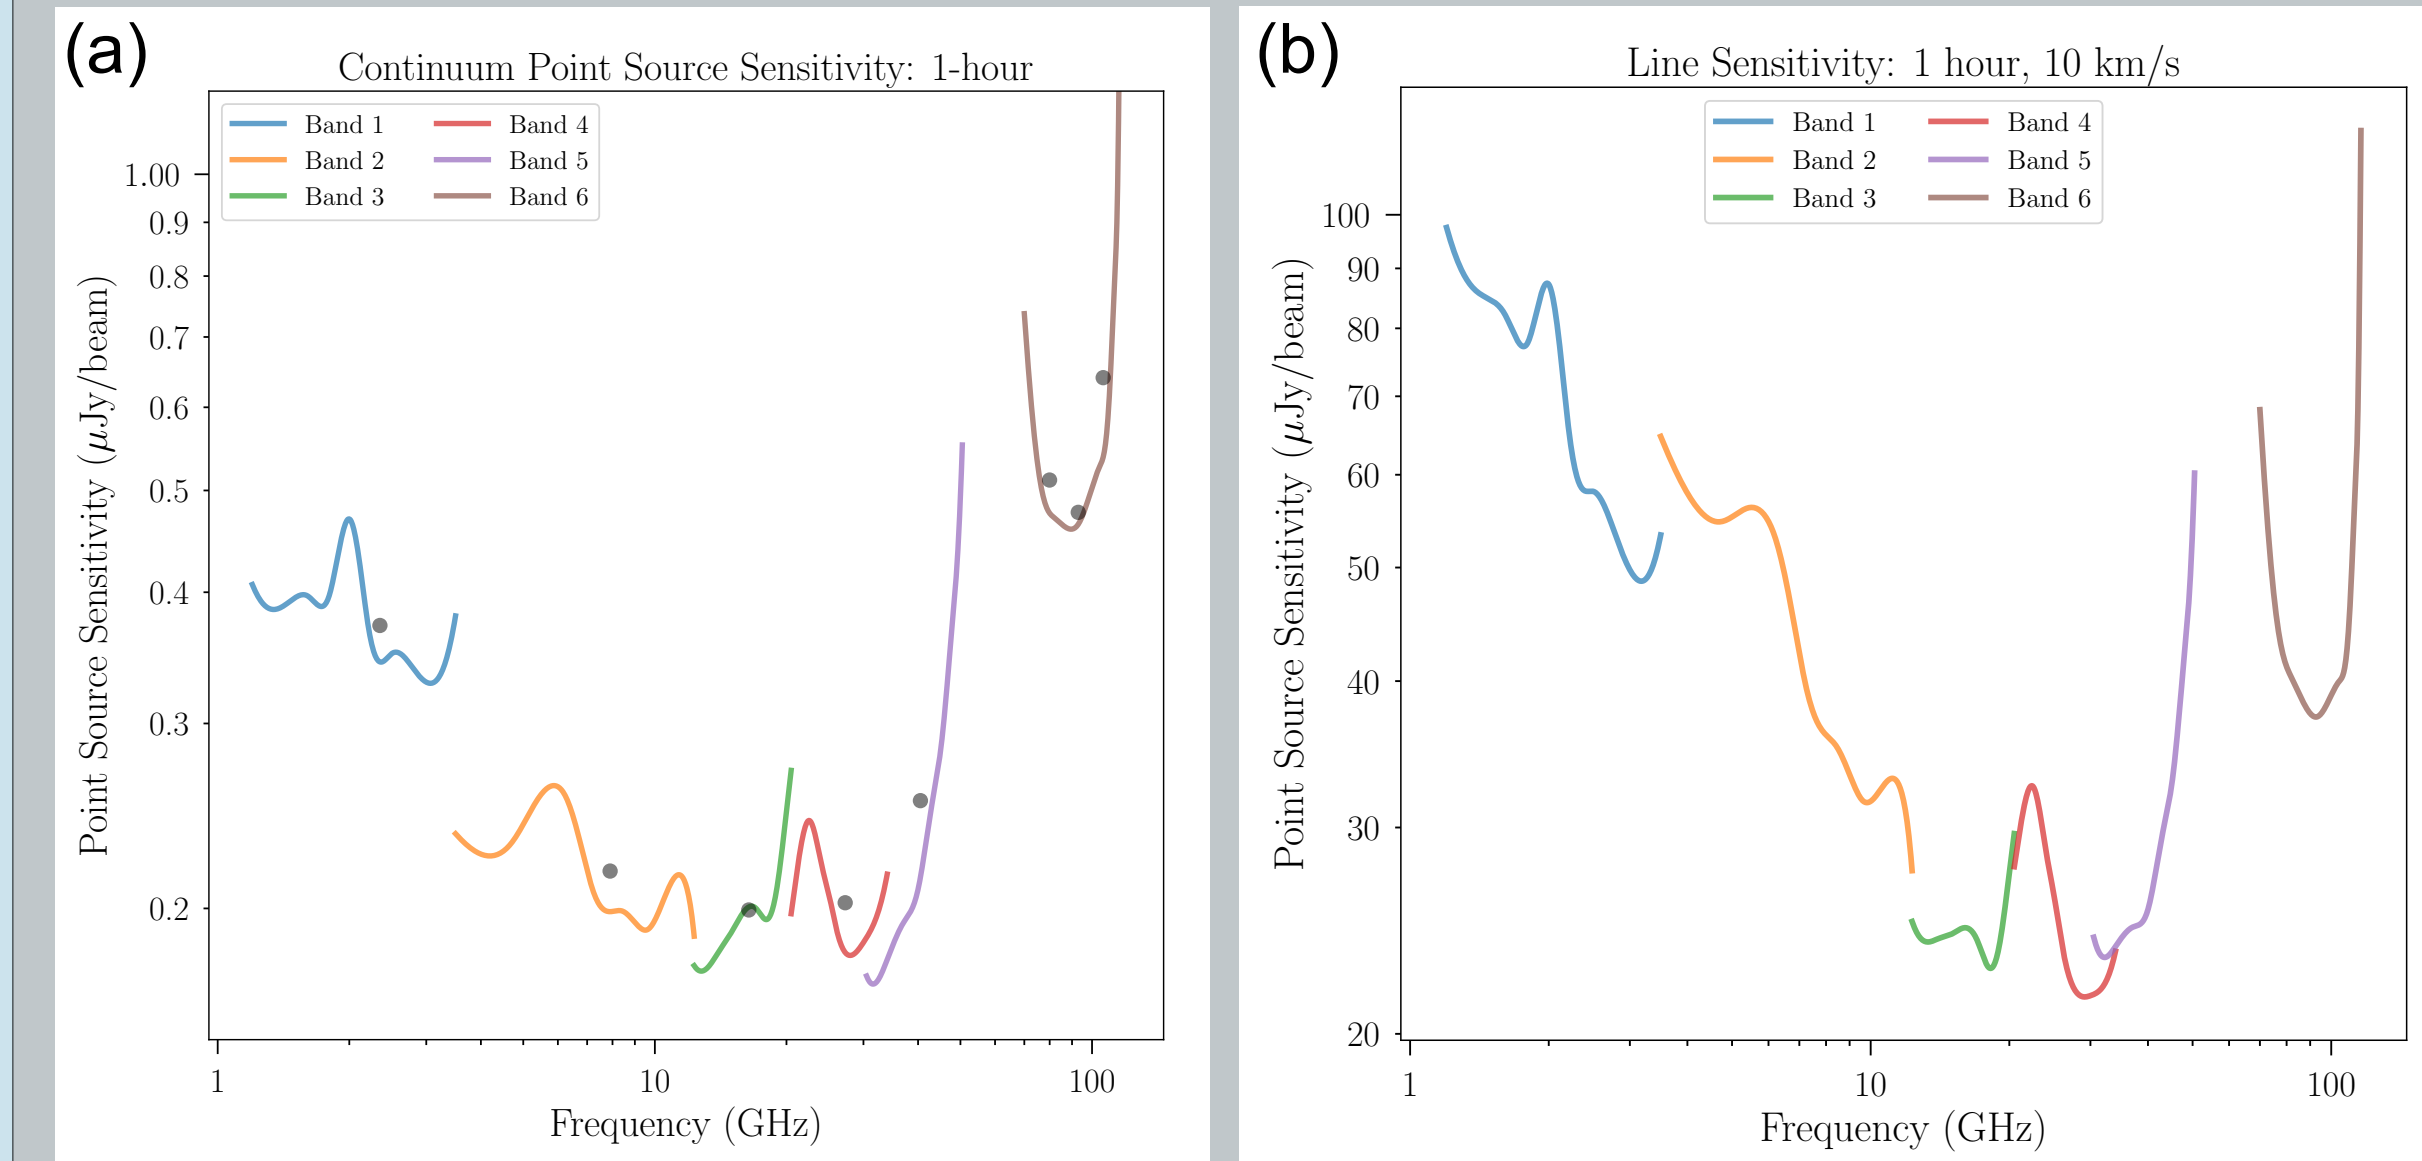 (a)
Continuum Point Source Sensitivity: 1-hour
Band 1
Band 2
Band 3
Band 4
Band 5
Band 6
Point Source Sensitivity (μJy/beam)
1.00
0.9
0.8
0.7
0.6
0.5
0.4
0.3
0.2
1 10 100
Frequency (GHz)
(b)
Line Sensitivity: 1 hour, 10 km/s
Band 1
Band 2
Band 3
Band 4
Band 5
Band 6
Point Source Sensitivity (μJy/beam)
100
90
80
70
60
50
40
30
20
1 10 100
Frequency (GHz)